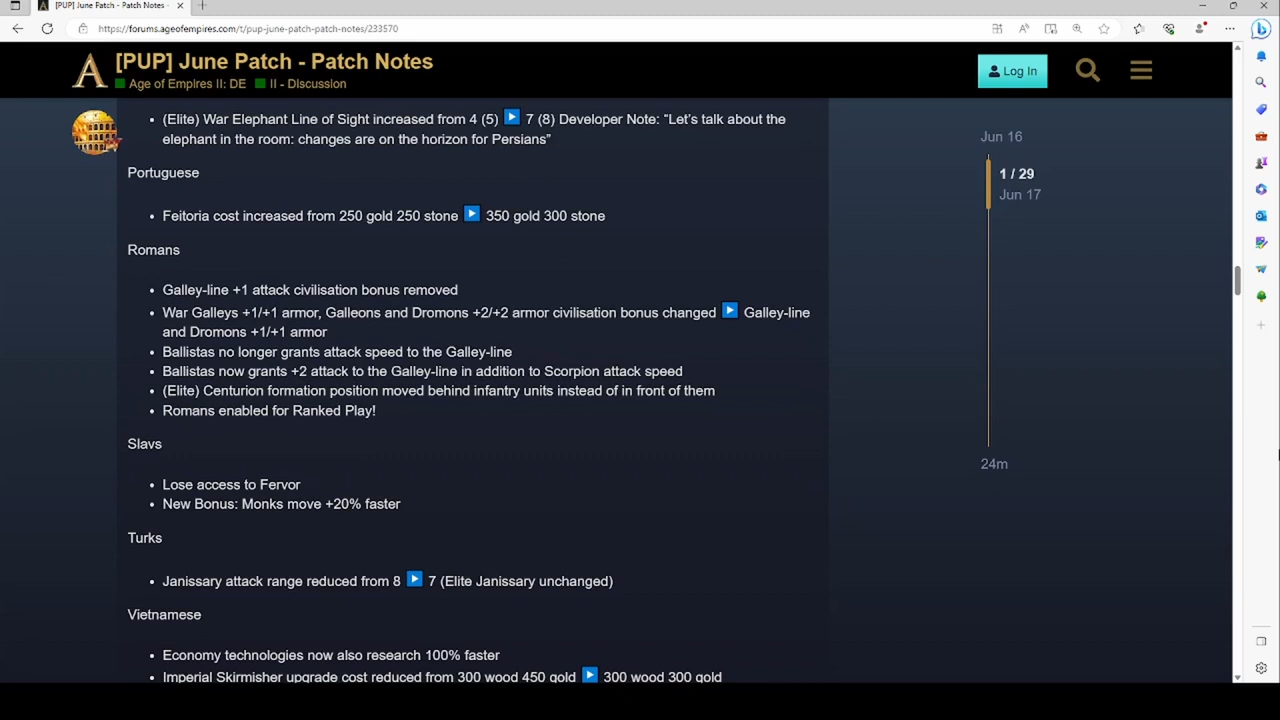 [PUP] June Patch - Patch Notes -
https://forums.ageofempires.com/t/pup-june-patch-patch-notes/233570
[PUP] June Patch - Patch Notes
Age of Empires II: DE II - Discussion
Log In
• (Elite) War Elephant Line of Sight increased from 4 (5) ▶ 7 (8) Developer Note: “Let’s talk about the
elephant in the room: changes are on the horizon for Persians”
Portuguese
• Feitoria cost increased from 250 gold 250 stone ▶ 350 gold 300 stone
Romans
• Galley-line +1 attack civilisation bonus removed
• War Galleys +1/+1 armor, Galleons and Dromons +2/+2 armor civilisation bonus changed ▶ Galley-line
and Dromons +1/+1 armor
• Ballistas no longer grants attack speed to the Galley-line
• Ballistas now grants +2 attack to the Galley-line in addition to Scorpion attack speed
• (Elite) Centurion formation position moved behind infantry units instead of in front of them
• Romans enabled for Ranked Play!
Slavs
• Lose access to Fervor
• New Bonus: Monks move +20% faster
Turks
• Janissary attack range reduced from 8 ▶ 7 (Elite Janissary unchanged)
Vietnamese
• Economy technologies now also research 100% faster
• Imperial Skirmisher upgrade cost reduced from 300 wood 450 gold ▶ 300 wood 300 gold
Jun 16
1 / 29
Jun 17
24m